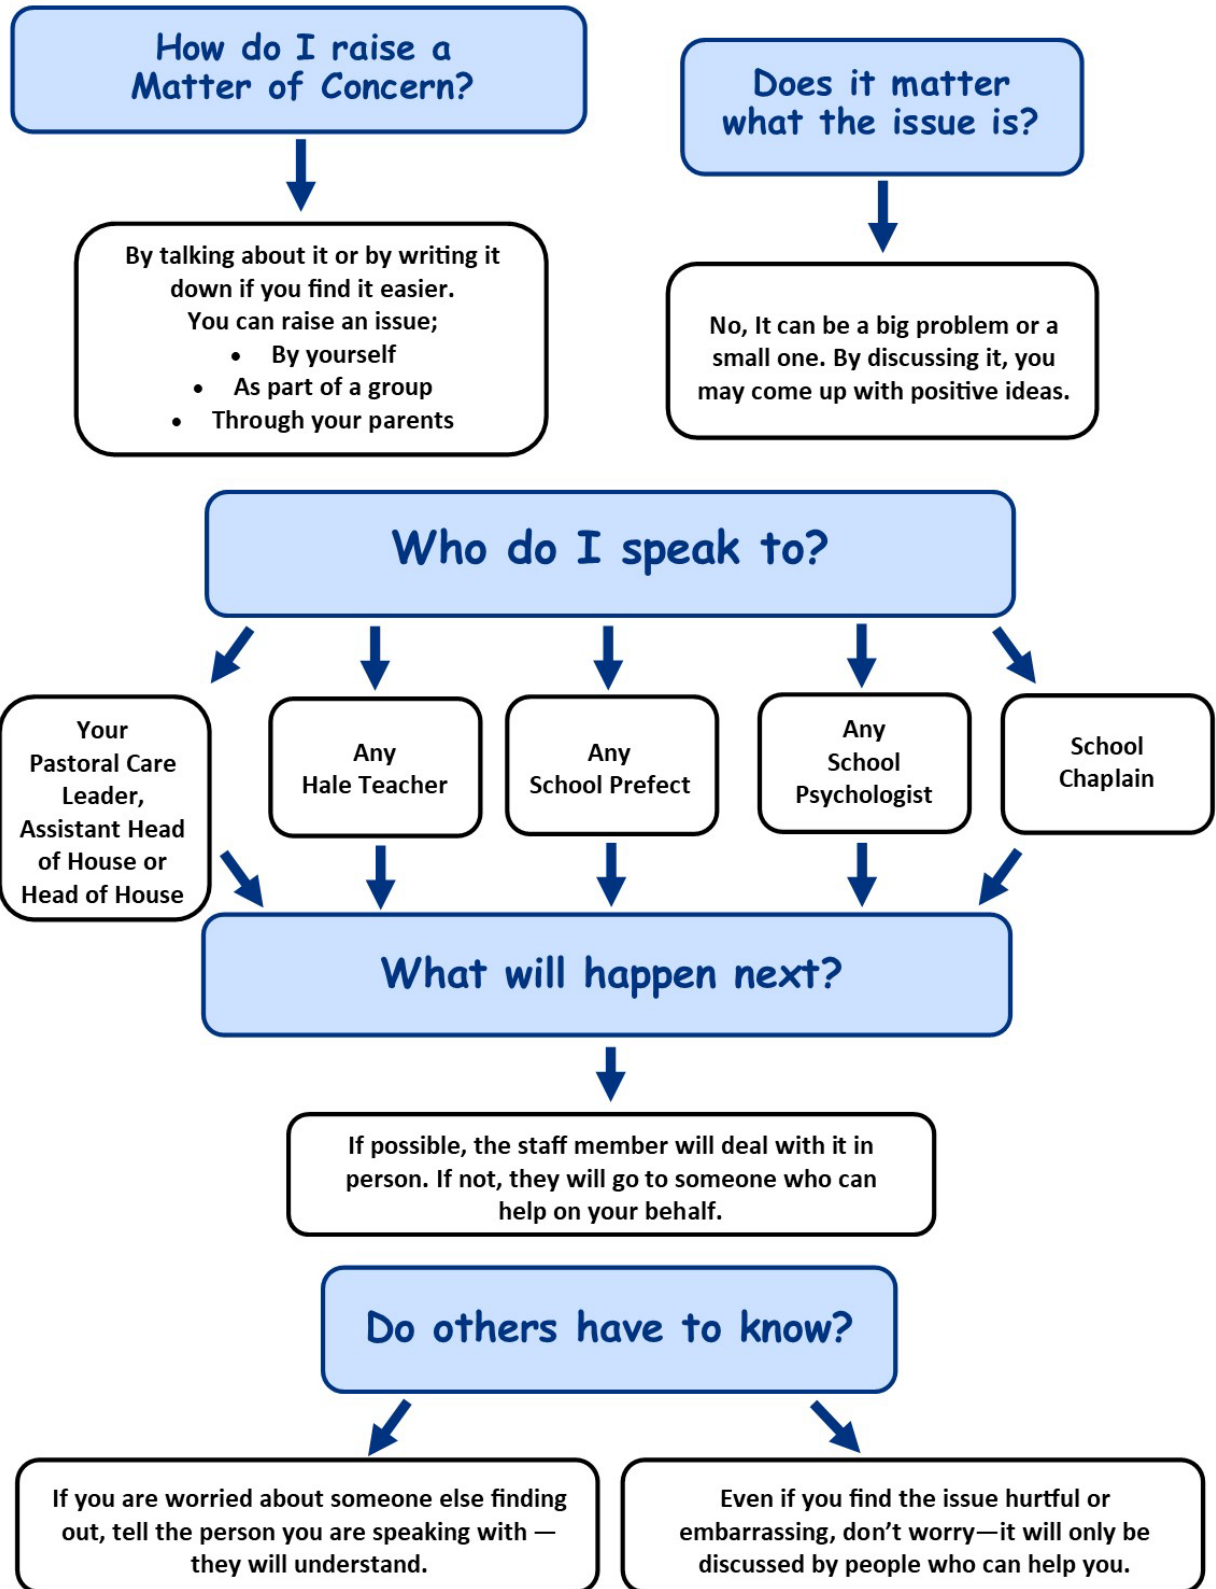 How do I raise a
Matter of Concern?
Does it matter
what the issue is?
By talking about it or by writing it
down if you find it easier.
You can raise an issue;
• By yourself
• As part of a group
• Through your parents
No, It can be a big problem or a
small one. By discussing it, you
may come up with positive ideas.
Who do I speak to?
Your
Pastoral Care
Leader,
Assistant Head
of House or
Head of House
Any
Hale Teacher
Any
School Prefect
Any
School
Psychologist
School
Chaplain
What will happen next?
If possible, the staff member will deal with it in
person. If not, they will go to someone who can
help on your behalf.
Do others have to know?
If you are worried about someone else finding
out, tell the person you are speaking with —
they will understand.
Even if you find the issue hurtful or
embarrassing, don’t worry—it will only be
discussed by people who can help you.